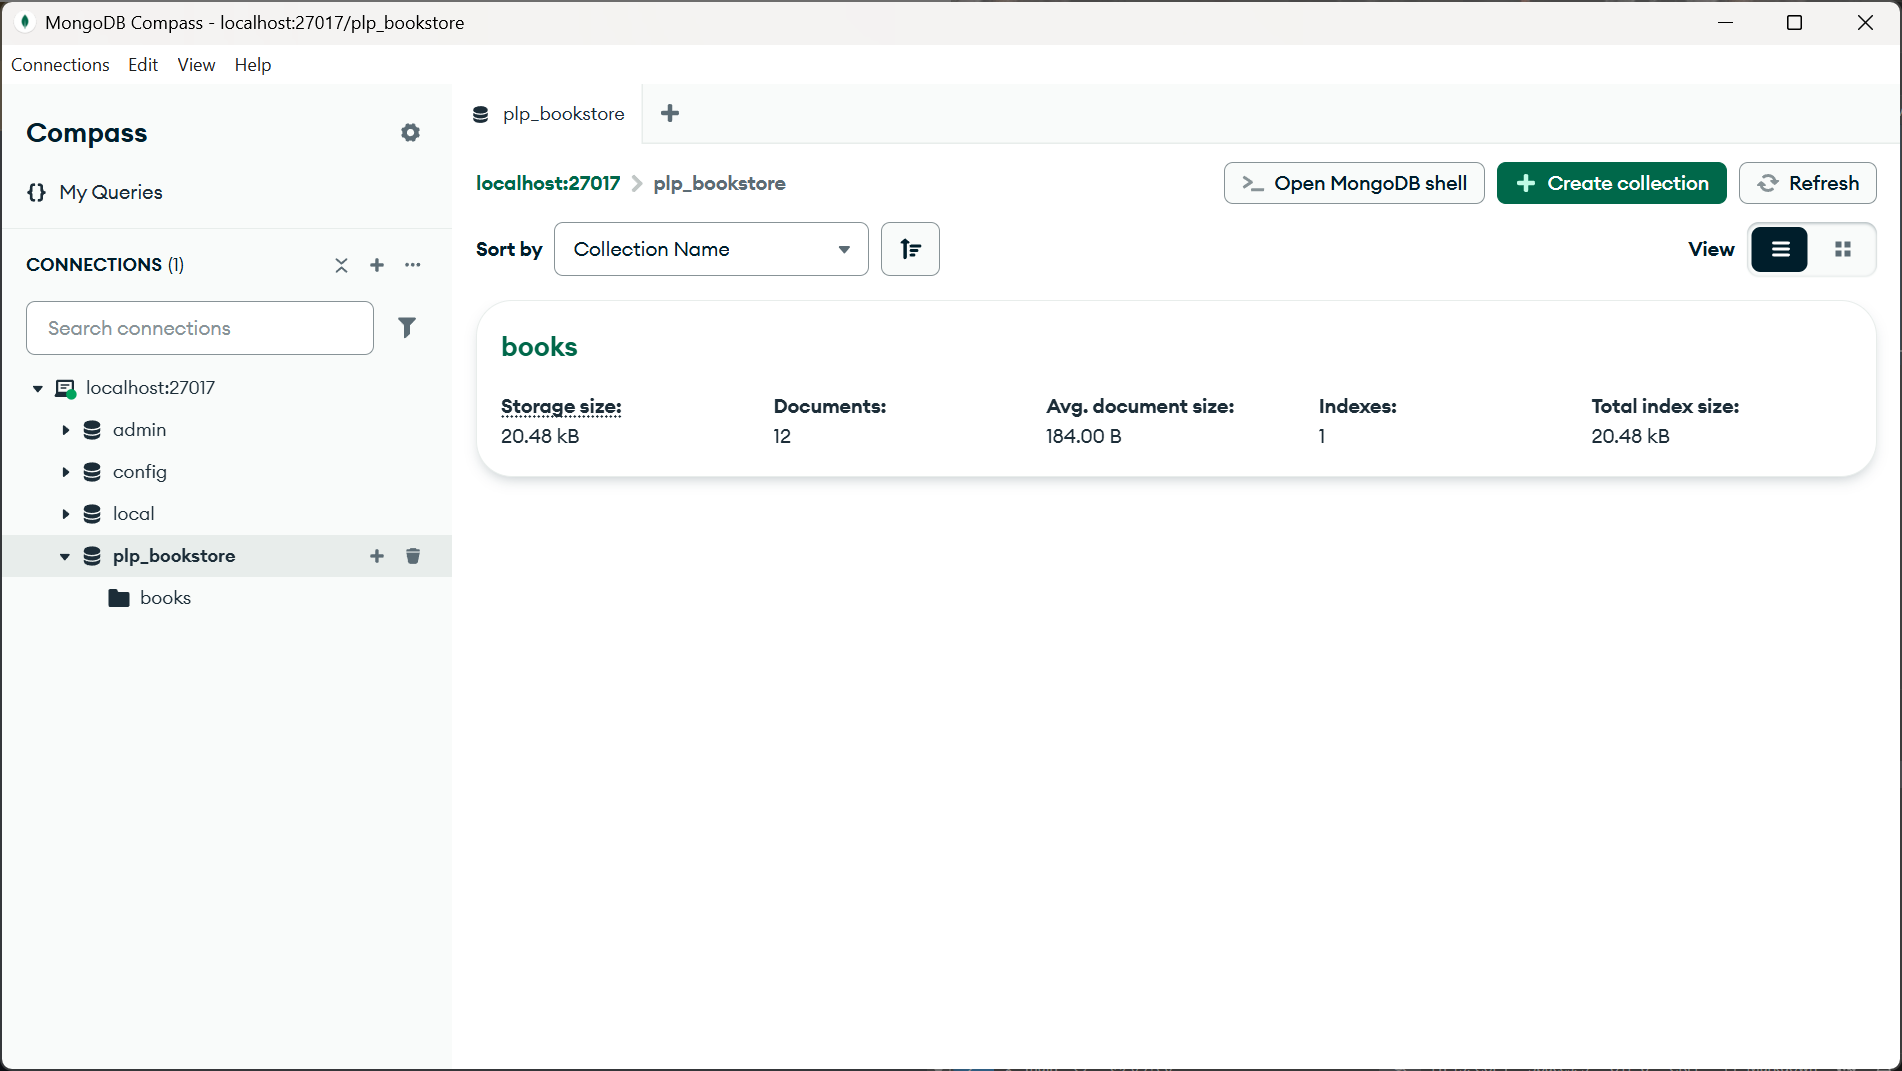 MongoDB Compass - localhost:27017/plp_bookstore
Connections Edit View Help
Compass
{} My Queries
CONNECTIONS (1)
Search connections
localhost:27017
admin
config
local
plp_bookstore
books
plp_bookstore
localhost:27017 > plp_bookstore
>_ Open MongoDB shell
+ Create collection
Refresh
Sort by Collection Name
View
books
Storage size: Documents: Avg. document size: Indexes: Total index size:
20.48 kB 12 184.00 B 1 20.48 kB